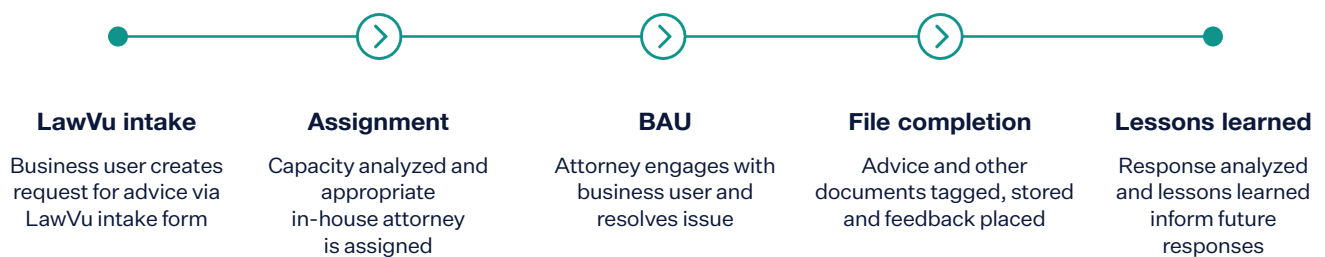 LawVu intake
Business user creates
request for advice via
LawVu intake form
Assignment
Capacity analyzed and
appropriate
in-house attorney
is assigned
BAU
Attorney engages with
business user and
resolves issue
File completion
Advice and other
documents tagged, stored
and feedback placed
Lessons learned
Response analyzed
and lessons learned
inform future
responses